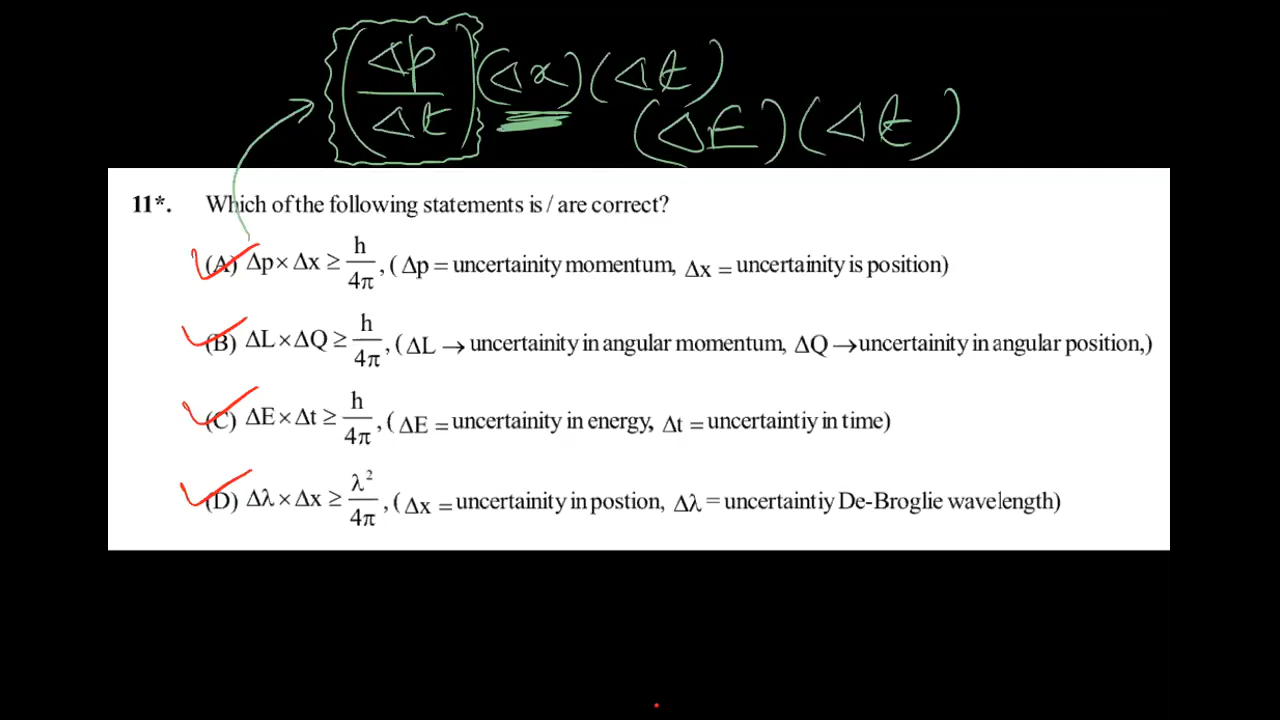 (Δp/Δt) (Δx) (Δt)
(ΔE) (Δt)
11*. Which of the following statements is / are correct?
(A) Δp × Δx ≥ h/4π, ( Δp = uncertainity momentum, Δx = uncertainity is position)
(B) ΔL × ΔQ ≥ h/4π, ( ΔL → uncertainity in angular momentum, ΔQ → uncertainity in angular position,)
(C) ΔE × Δt ≥ h/4π, ( ΔE = uncertainity in energy, Δt = uncertaintiy in time)
(D) Δλ × Δx ≥ λ²/4π, ( Δx = uncertainity in postion, Δλ = uncertaintiy De-Broglie wavelength)